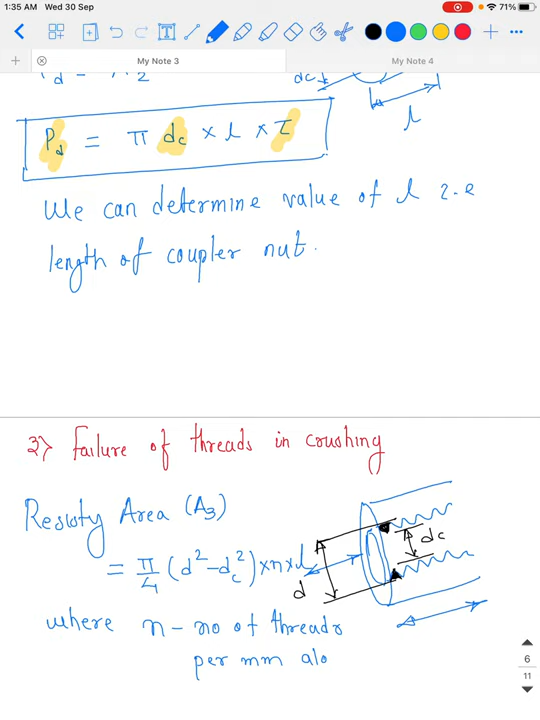 1:35 AM Wed 30 Sep
71%
My Note 3
My Note 4
dc
l
Pd = π dc × l × τ
We can determine value of l i.e
length of coupler nut.
3> Failure of threads in crushing
Resisty Area (A3)
= π/4 (d² - dc²) × n × l
d
dc
where n - no of threads
per mm alo
6
11